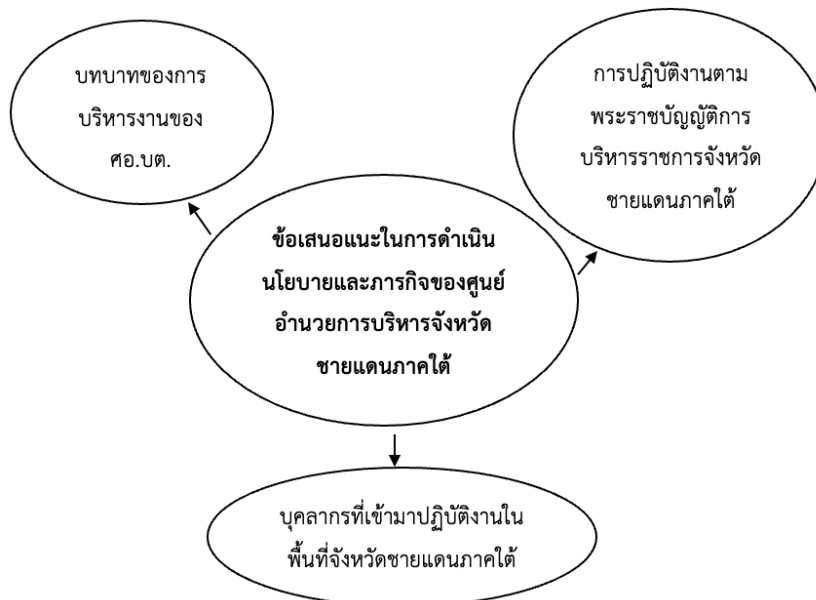 บทบาทของการ
บริหารงานของ
ศอ.บต.
การปฏิบัติงานตาม
พระราชบัญญัติการ
บริหารราชการจังหวัด
ชายแดนภาคใต้
ข้อเสนอแนะในการดำเนิน
นโยบายและภารกิจของศูนย์
อำนวยการบริหารจังหวัด
ชายแดนภาคใต้
บุคลากรที่เข้ามาปฏิบัติงานใน
พื้นที่จังหวัดชายแดนภาคใต้